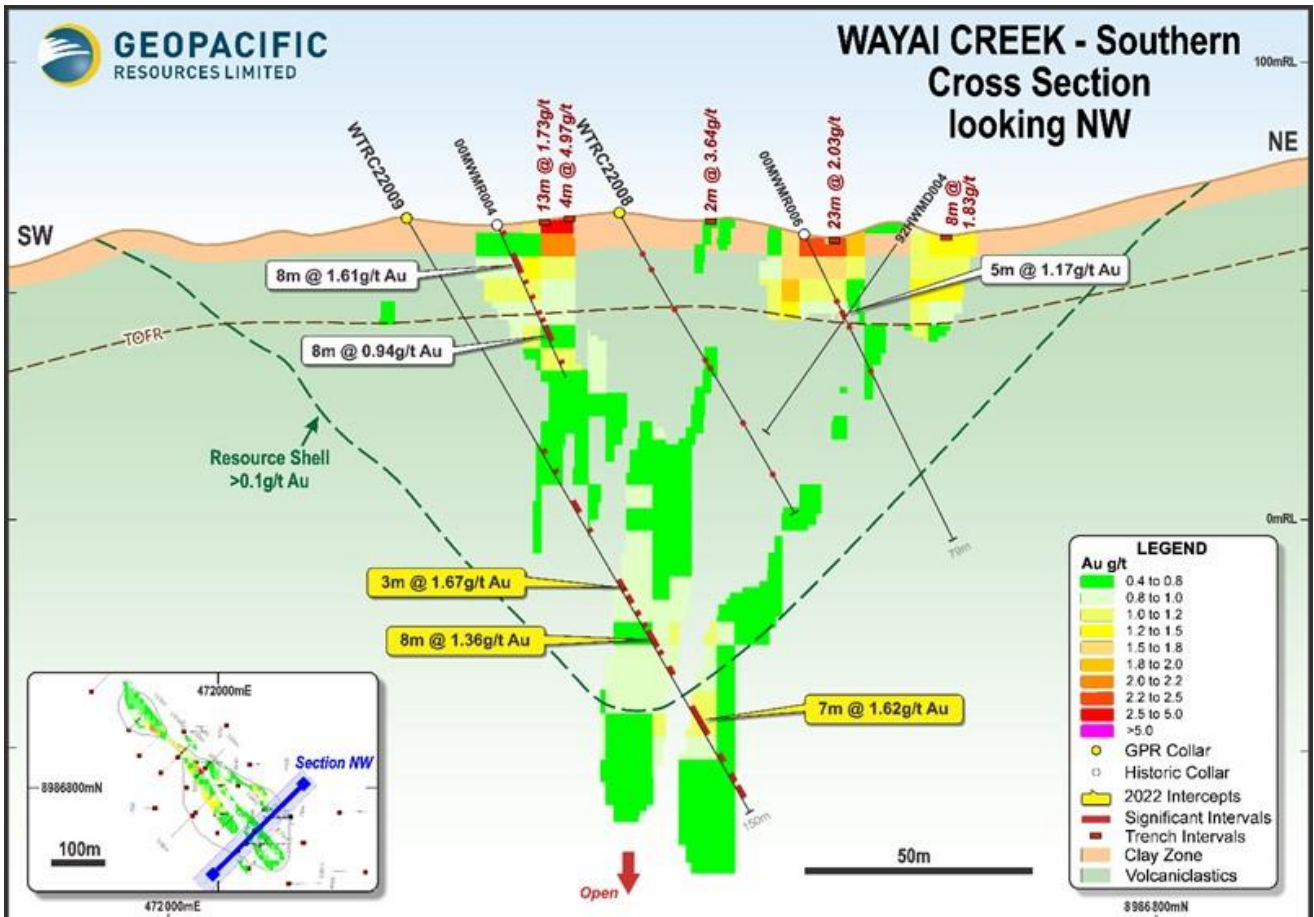 GEOPACIFIC
RESOURCES LIMITED
WAYAI CREEK - Southern
Cross Section
looking NW
100mRL
NE
SW
WTRC22009
00MWMR004
13m @ 1.73g/t
4m @ 4.97g/t
WTRC22008
2m @ 3.64g/t
00MWMR006
23m @ 2.03g/t
92HWMD004
8m @
1.83g/t
8m @ 1.61g/t Au
5m @ 1.17g/t Au
TOFR
8m @ 0.94g/t Au
Resource Shell
>0.1g/t Au
0mRL
79m
3m @ 1.67g/t Au
8m @ 1.36g/t Au
7m @ 1.62g/t Au
150m
Open
50m
LEGEND
Au g/t
0.4 to 0.8
0.8 to 1.0
1.0 to 1.2
1.2 to 1.5
1.5 to 1.8
1.8 to 2.0
2.0 to 2.2
2.2 to 2.5
2.5 to 5.0
>5.0
GPR Collar
Historic Collar
2022 Intercepts
Significant Intervals
Trench Intervals
Clay Zone
Volcaniclastics
472000mE
Section NW
8986800mN
100m
472000mE
8986800mN